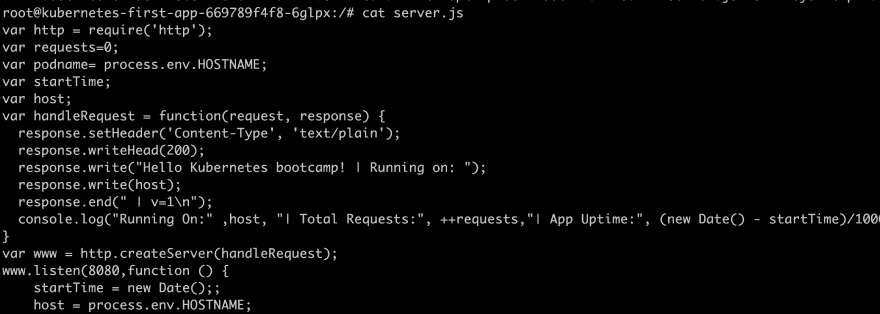 root@kubernetes-first-app-669789f4f8-6glpx:/# cat server.js
var http = require('http');
var requests=0;
var podname= process.env.HOSTNAME;
var startTime;
var host;
var handleRequest = function(request, response) {
  response.setHeader('Content-Type', 'text/plain');
  response.writeHead(200);
  response.write("Hello Kubernetes bootcamp! | Running on: ");
  response.write(host);
  response.end(" | v=1\n");
  console.log("Running On:" ,host, "| Total Requests:", ++requests,"| App Uptime:", (new Date() - startTime)/1000
}
var www = http.createServer(handleRequest);
www.listen(8080,function () {
    startTime = new Date();;
    host = process.env.HOSTNAME;